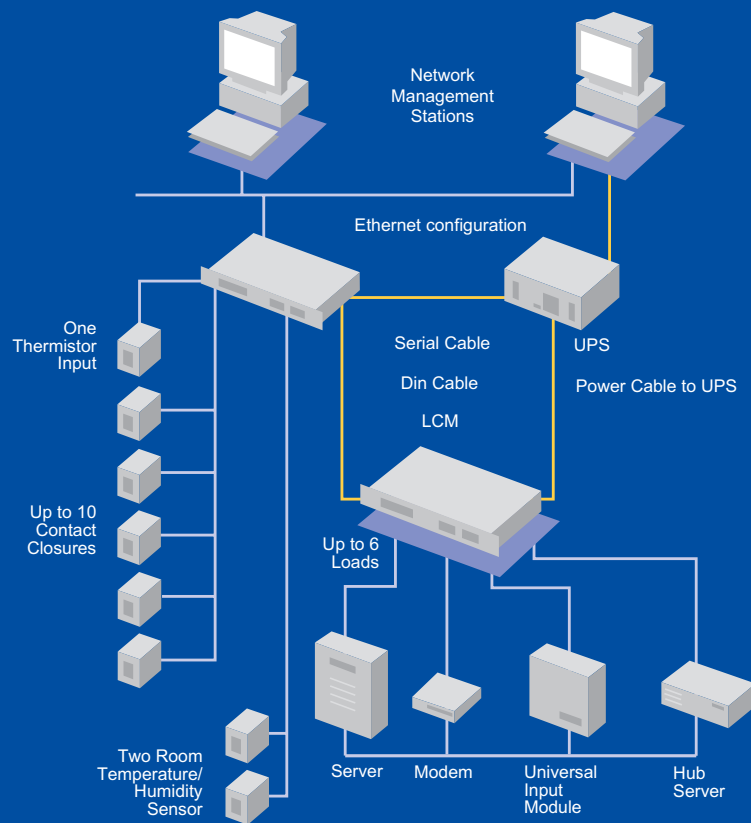 Network
Management
Stations
Ethernet configuration
One
Thermistor
Input
Serial Cable
UPS
Din Cable
Power Cable to UPS
LCM
Up to 10
Contact
Closures
Up to 6
Loads
Two Room
Temperature/
Humidity
Sensor
Server
Modem
Universal
Input
Module
Hub
Server